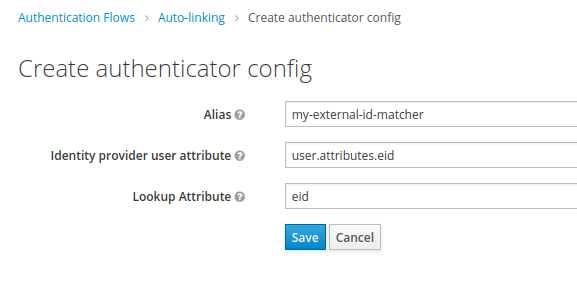 Authentication Flows > Auto-linking > Create authenticator config
Create authenticator config
Alias ? my-external-id-matcher
Identity provider user attribute ? user.attributes.eid
Lookup Attribute ? eid
Save Cancel